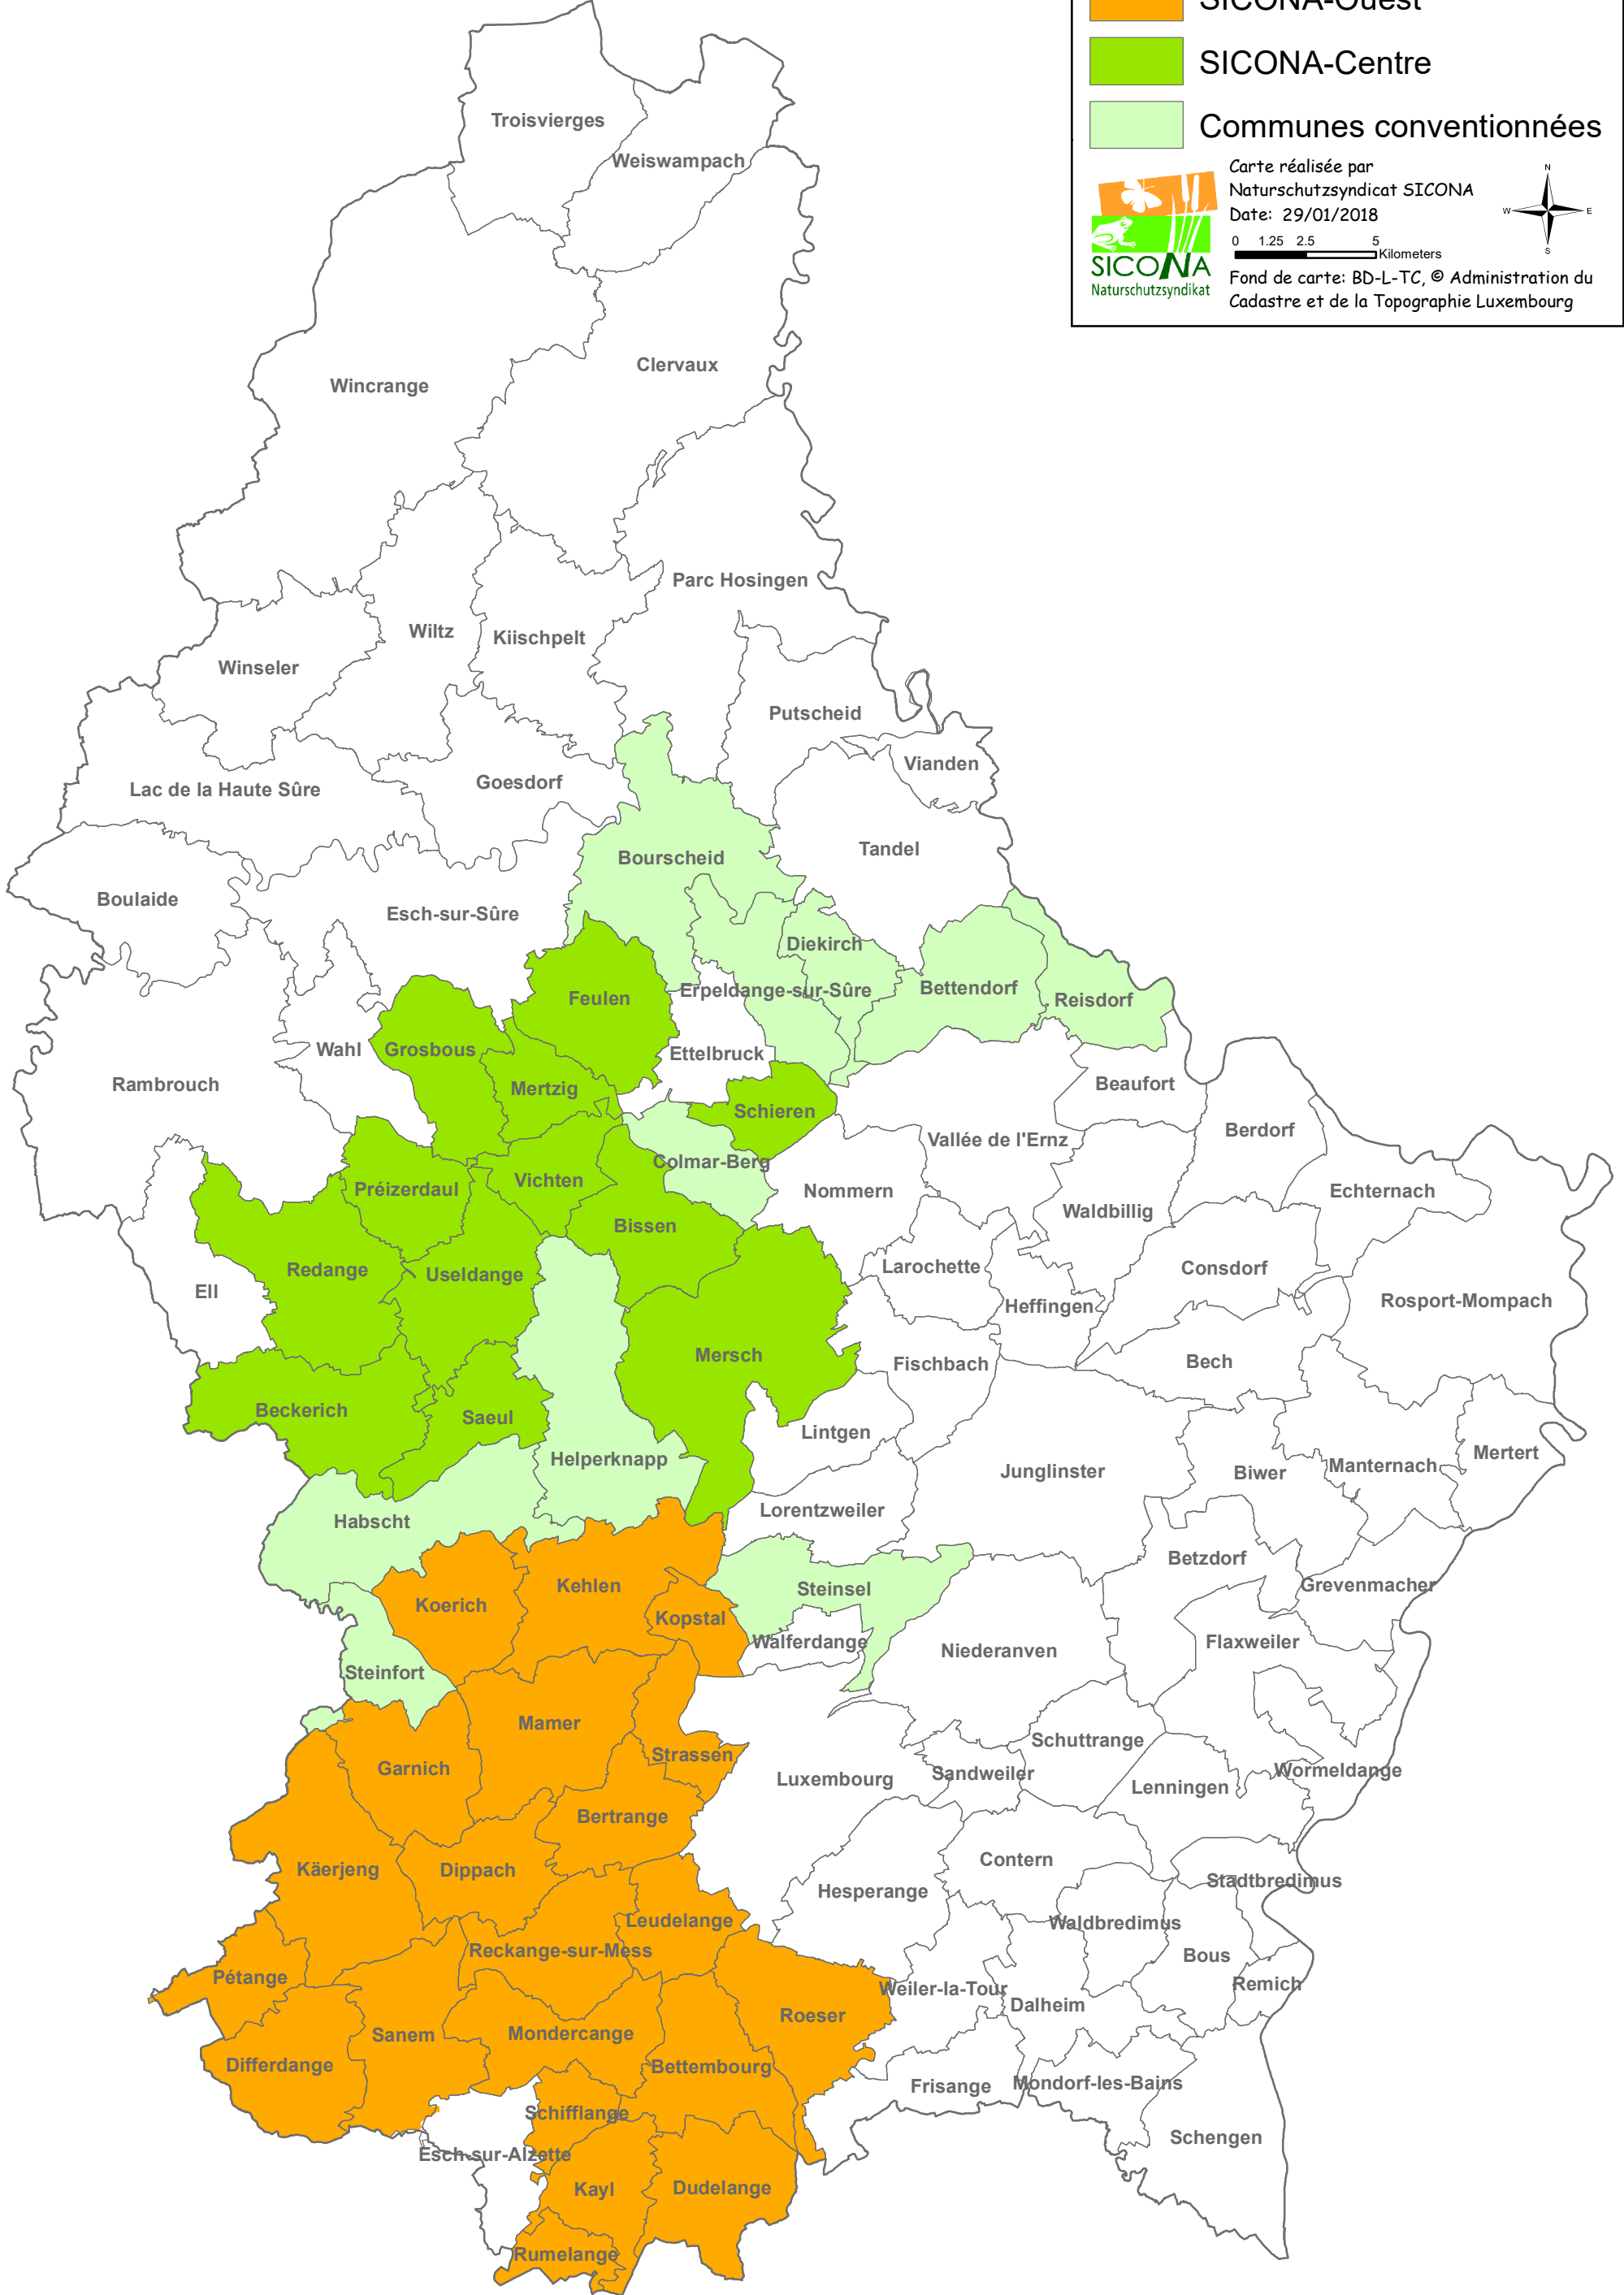 SICONA-Ouest
SICONA-Centre
Communes conventionnées
Carte réalisée par
Naturschutzsyndicat SICONA
Date: 29/01/2018
N
W
E
S
0 1.25 2.5 5
Kilometers
Fond de carte: BD-L-TC, © Administration du
Cadastre et de la Topographie Luxembourg
SICONA
Naturschutzsyndikat
Troisvierges
Weiswampach
Clervaux
Wincrange
Parc Hosingen
Wiltz
Kiischpelt
Winseler
Putscheid
Vianden
Goesdorf
Lac de la Haute Sûre
Tandel
Bourscheid
Boulaide
Esch-sur-Sûre
Diekirch
Bettendorf
Erpeldange-sur-Sûre
Feulen
Reisdorf
Wahl
Grosbous
Ettelbruck
Rambrouch
Mertzig
Beaufort
Schieren
Berdorf
Vallée de l'Ernz
Colmar-Berg
Vichten
Préizerdaul
Nommern
Echternach
Waldbillig
Bissen
Larochette
Consdorf
Redange
Useldange
Ell
Heffingen
Rosport-Mompach
Mersch
Fischbach
Bech
Beckerich
Saeul
Lintgen
Helperknapp
Mertert
Manternach
Junglinster
Biwer
Lorentzweiler
Habscht
Betzdorf
Kehlen
Steinsel
Grevenmacher
Koerich
Kopstal
Walferdange
Flaxweiler
Niederanven
Steinfort
Mamer
Schuttrange
Strassen
Garnich
Wormeldange
Sandweiler
Luxembourg
Lenningen
Bertrange
Contern
Käerjeng
Dippach
Stadtbredimus
Hesperange
Leudelange
Waldbredimus
Reckange-sur-Mess
Bous
Pétange
Remich
Weiler-la-Tour
Dalheim
Roeser
Sanem
Mondercange
Differdange
Bettembourg
Mondorf-les-Bains
Frisange
Schifflange
Schengen
Esch-sur-Alzette
Kayl
Dudelange
Rumelange